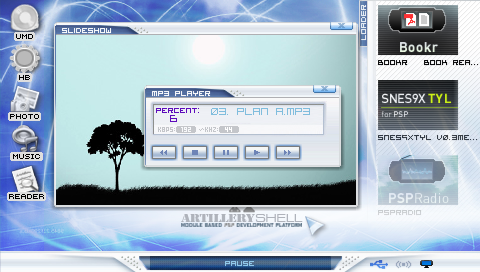 UMD
HB
PHOTO
MUSIC
READER
SLIDESHOW
LOADER
MP3 PLAYER
PERCENT:
6
03. PLAN A.MP3
KBPS: 192
KHZ: 44
ARTILLERYSHELL
MODULE BASED PSP DEVELOPMENT PLATFORM
Bookr
BOOKR BOOK REA...
SNES9X TYL
for PSP
SNES9XTYL V0.3ME...
PSPRadio
PSPRADIO
PAUSE